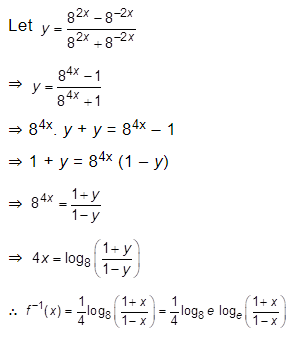 Let y = (8^{2x} – 8^{–2x})/(8^{2x} + 8^{–2x})
⇒ y = (8^{4x} – 1)/(8^{4x} + 1)
⇒ 8^{4x}. y + y = 8^{4x} – 1
⇒ 1 + y = 8^{4x} (1 – y)
⇒ 8^{4x} = (1 + y)/(1 – y)
⇒ 4x = log₈((1 + y)/(1 – y))
∴ f^{–1}(x) = 1/4 log₈((1 + x)/(1 – x)) = 1/4 log₈ e logₑ((1 + x)/(1 – x))